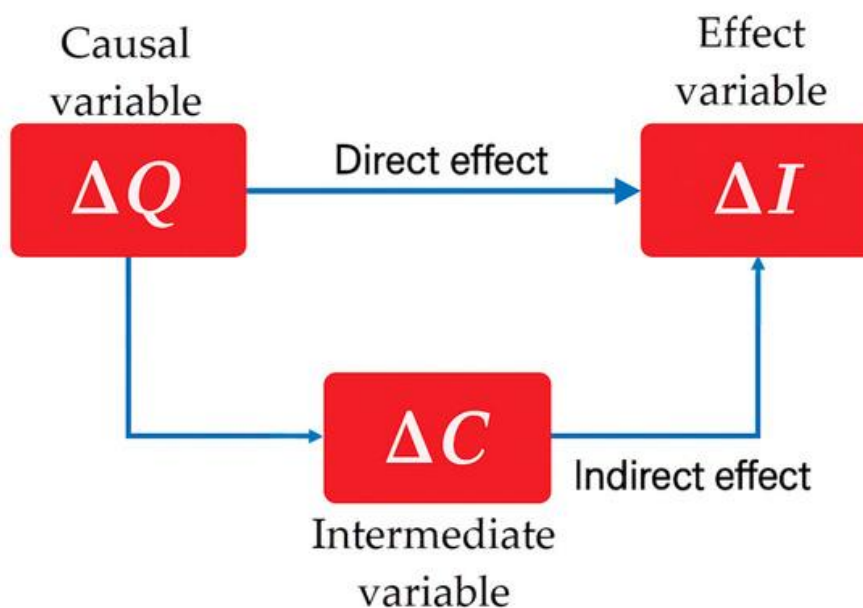 Causal
variable
Effect
variable
ΔQ
Direct effect
ΔI
ΔC
Indirect effect
Intermediate
variable